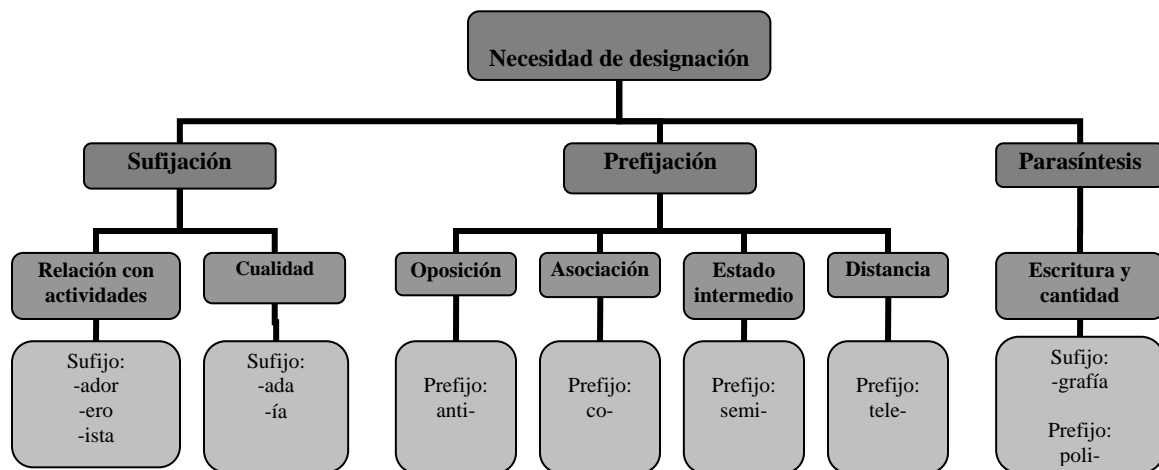 Necesidad de designación
Sufijación
Prefijación
Parasíntesis
Relación con
actividades
Cualidad
Oposición
Asociación
Estado
intermedio
Distancia
Escritura y
cantidad
Sufijo:
-ador
-ero
-ista
Sufijo:
-ada
-ía
Prefijo:
anti-
Prefijo:
co-
Prefijo:
semi-
Prefijo:
tele-
Sufijo:
-grafía
Prefijo:
poli-